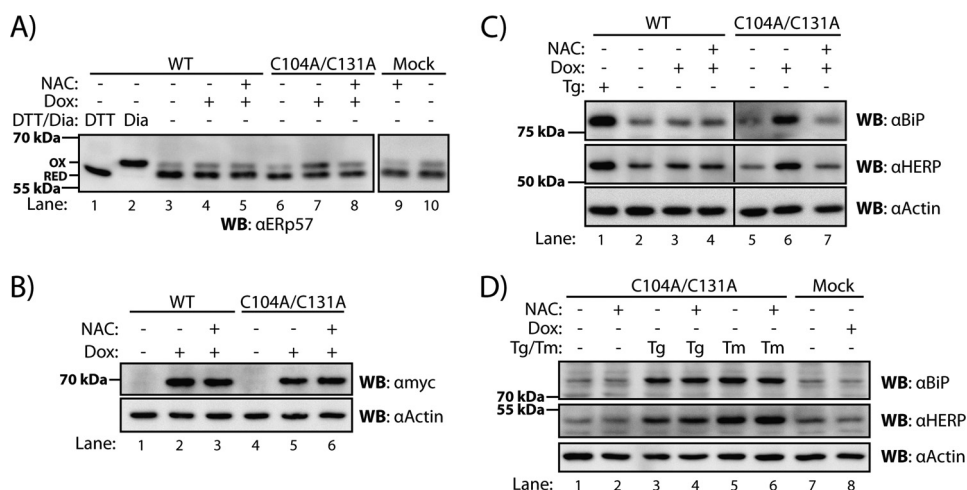 A)
WT C104A/C131A Mock
NAC: - - - - + - - + + -
Dox: - - - + + - + + - -
DTT/Dia: DTT Dia - - - - - - - -
70 kDa
OX
RED
55 kDa
Lane: 1 2 3 4 5 6 7 8 9 10
WB: αERp57
B)
WT C104A/C131A
NAC: - - + - - +
Dox: - + + - + +
70 kDa
WB: αmyc
WB: αActin
Lane: 1 2 3 4 5 6
C)
WT C104A/C131A
NAC: - - - + - - +
Dox: - - + + - + +
Tg: + - - - - - -
75 kDa
WB: αBiP
50 kDa
WB: αHERP
WB: αActin
Lane: 1 2 3 4 5 6 7
D)
C104A/C131A Mock
NAC: - + - + - + - -
Dox: - - - - - - - +
Tg/Tm: - - Tg Tg Tm Tm - -
WB: αBiP
70 kDa
55 kDa
WB: αHERP
WB: αActin
Lane: 1 2 3 4 5 6 7 8